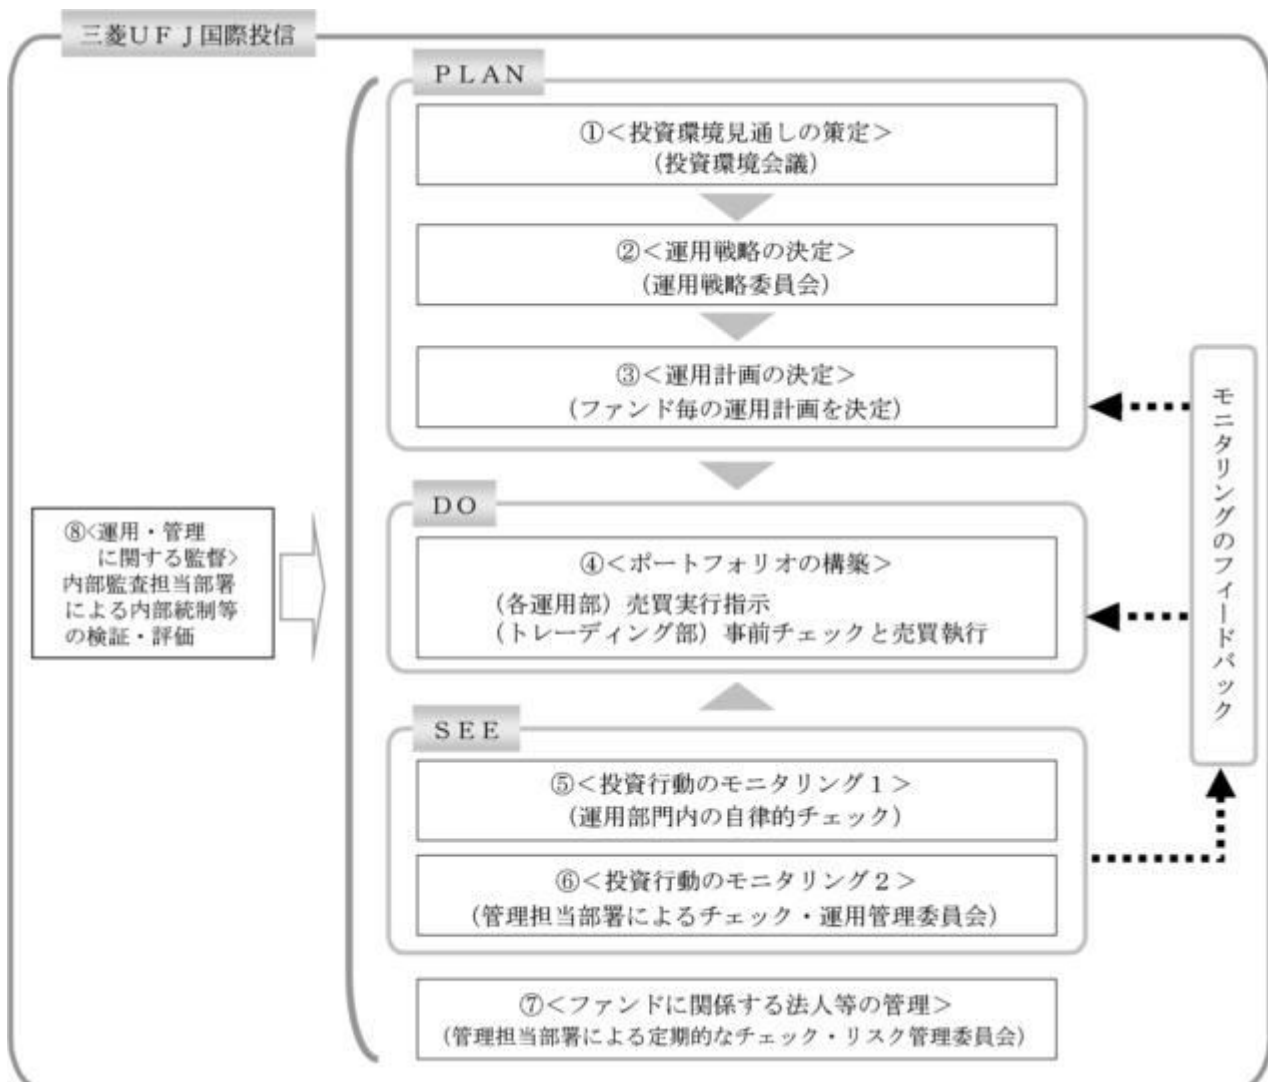 三菱UFJ国際投信
PLAN
①＜投資環境見通しの策定＞
（投資環境会議）
②＜運用戦略の決定＞
（運用戦略委員会）
③＜運用計画の決定＞
（ファンド毎の運用計画を決定）
DO
④＜ポートフォリオの構築＞
（各運用部）売買実行指示
（トレーディング部）事前チェックと売買執行
SEE
⑤＜投資行動のモニタリング１＞
（運用部門内の自律的チェック）
⑥＜投資行動のモニタリング２＞
（管理担当部署によるチェック・運用管理委員会）
⑦＜ファンドに関係する法人等の管理＞
（管理担当部署による定期的なチェック・リスク管理委員会）
⑧<運用・管理
に関する監督>
内部監査担当部署
による内部統制等
の検証・評価
モニタリングのフィードバック